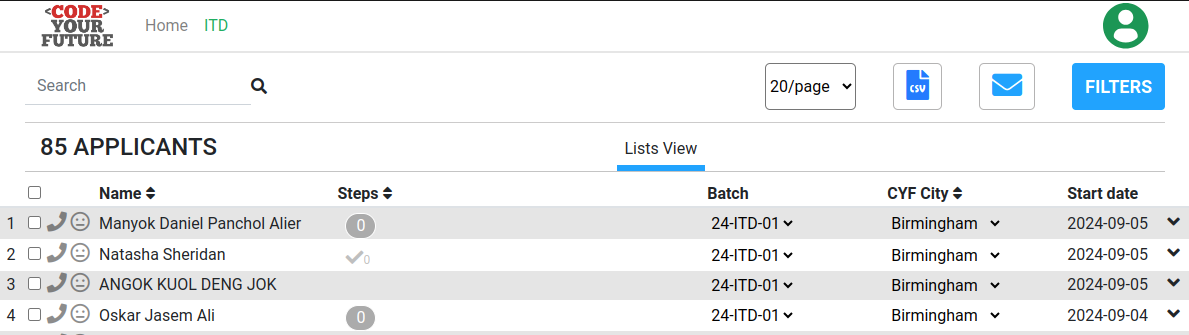 <CODE>
YOUR
FUTURE
Home ITD
Search 20/page CSV FILTERS
85 APPLICANTS Lists View
Name Steps Batch CYF City Start date
1 Manyok Daniel Panchol Alier 0 24-ITD-01 Birmingham 2024-09-05
2 Natasha Sheridan 0 24-ITD-01 Birmingham 2024-09-05
3 ANGOK KUOL DENG JOK 24-ITD-01 Birmingham 2024-09-05
4 Oskar Jasem Ali 0 24-ITD-01 Birmingham 2024-09-04